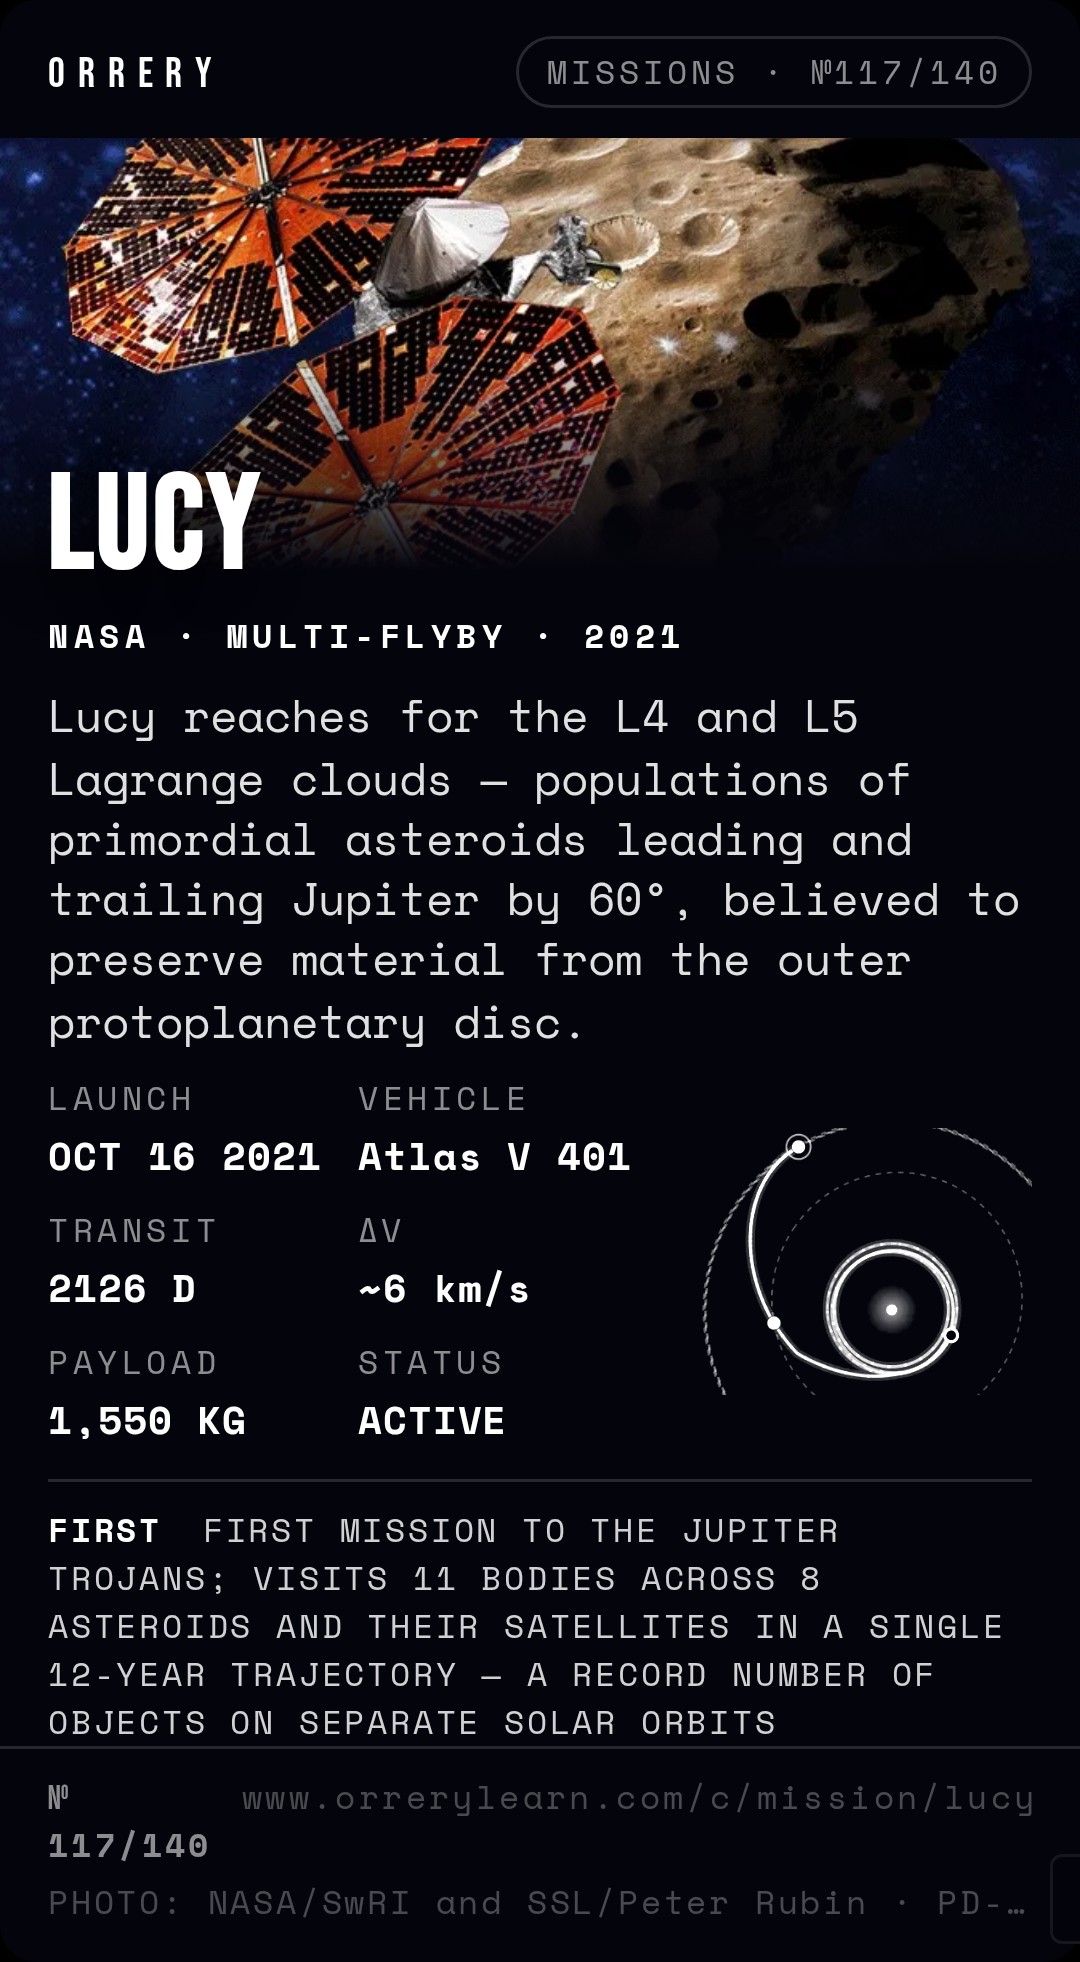 ORRERY
MISSIONS · №117/140
LUCY
NASA · MULTI-FLYBY · 2021
Lucy reaches for the L4 and L5
Lagrange clouds — populations of
primordial asteroids leading and
trailing Jupiter by 60°, believed to
preserve material from the outer
protoplanetary disc.
LAUNCH VEHICLE
OCT 16 2021 Atlas V 401
TRANSIT ΔV
2126 D ~6 km/s
PAYLOAD STATUS
1,550 KG ACTIVE
FIRST FIRST MISSION TO THE JUPITER
TROJANS; VISITS 11 BODIES ACROSS 8
ASTEROIDS AND THEIR SATELLITES IN A SINGLE
12-YEAR TRAJECTORY — A RECORD NUMBER OF
OBJECTS ON SEPARATE SOLAR ORBITS
№ www.orrerylearn.com/c/mission/lucy
117/140
PHOTO: NASA/SwRI and SSL/Peter Rubin · PD-…